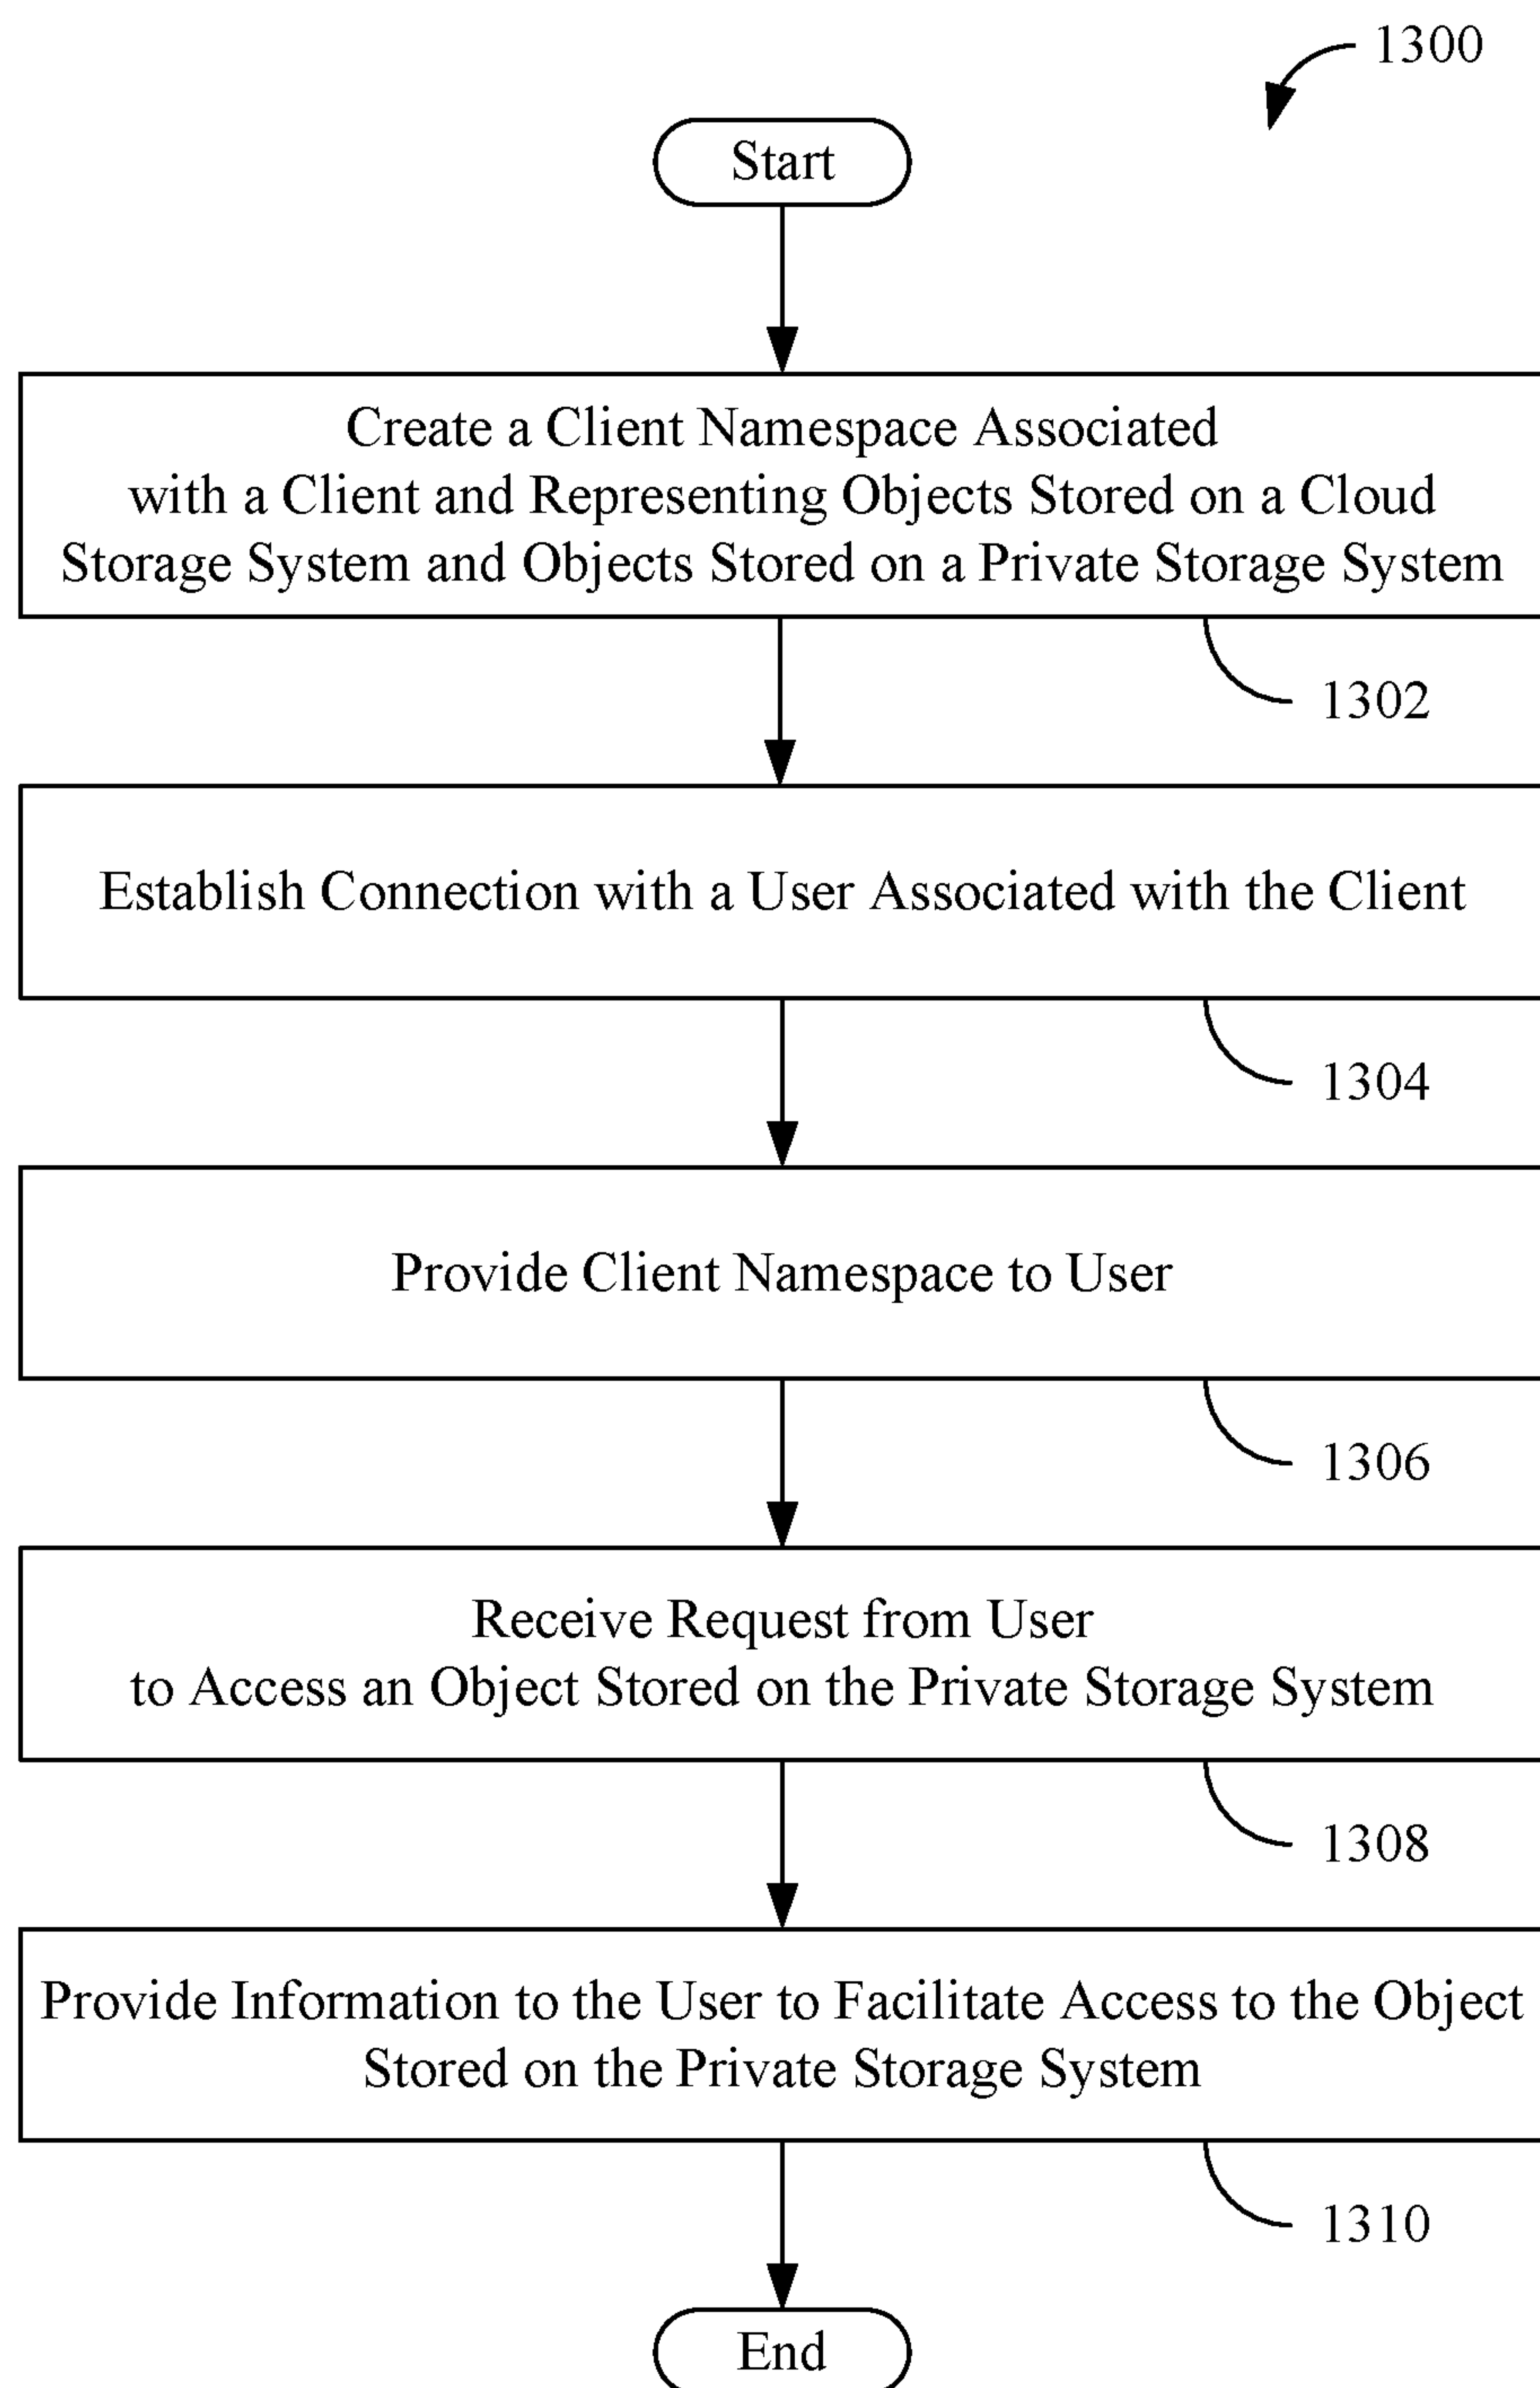 1300
Start
Create a Client Namespace Associated
with a Client and Representing Objects Stored on a Cloud
Storage System and Objects Stored on a Private Storage System
1302
Establish Connection with a User Associated with the Client
1304
Provide Client Namespace to User
1306
Receive Request from User
to Access an Object Stored on the Private Storage System
1308
Provide Information to the User to Facilitate Access to the Object
Stored on the Private Storage System
1310
End